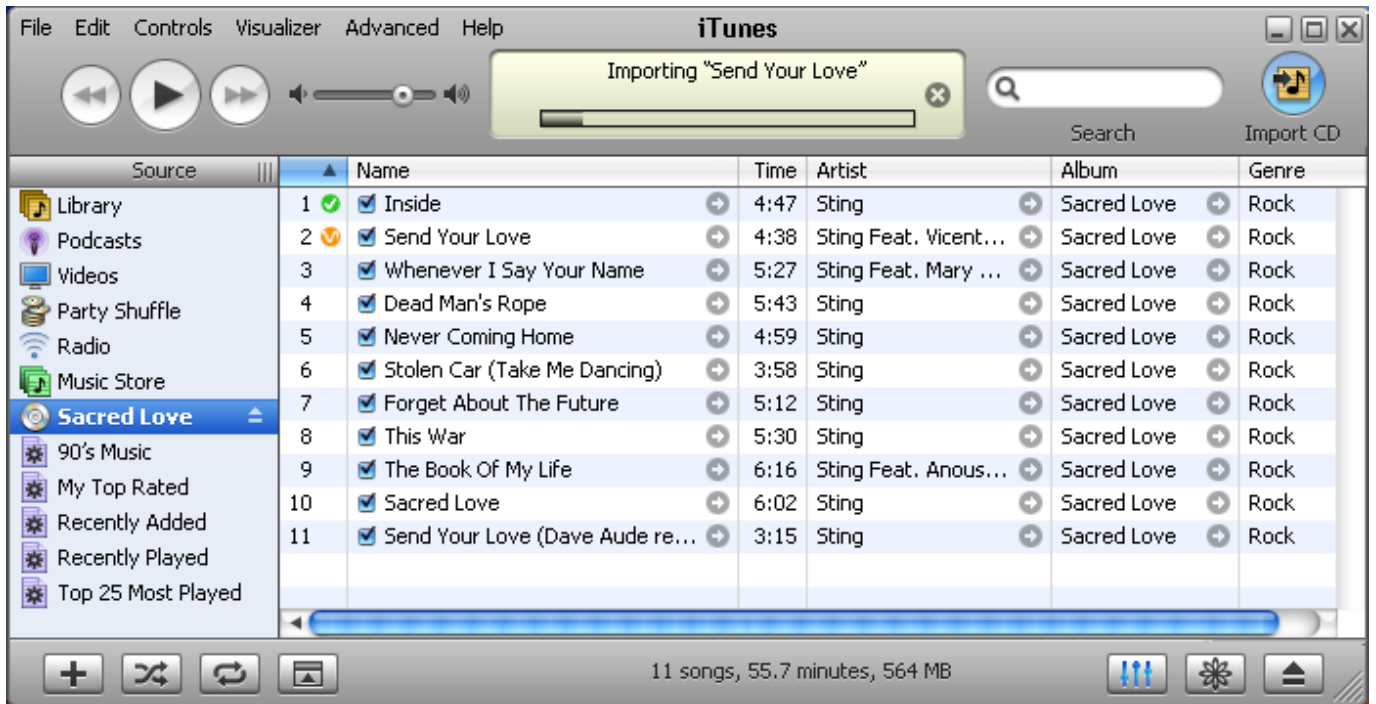 File Edit Controls Visualizer Advanced Help iTunes
Importing "Send Your Love"
Search Import CD
Source Name Time Artist Album Genre
Library
Podcasts
Videos
Party Shuffle
Radio
Music Store
Sacred Love
90's Music
My Top Rated
Recently Added
Recently Played
Top 25 Most Played
1 Inside 4:47 Sting Sacred Love Rock
2 Send Your Love 4:38 Sting Feat. Vicent... Sacred Love Rock
3 Whenever I Say Your Name 5:27 Sting Feat. Mary ... Sacred Love Rock
4 Dead Man's Rope 5:43 Sting Sacred Love Rock
5 Never Coming Home 4:59 Sting Sacred Love Rock
6 Stolen Car (Take Me Dancing) 3:58 Sting Sacred Love Rock
7 Forget About The Future 5:12 Sting Sacred Love Rock
8 This War 5:30 Sting Sacred Love Rock
9 The Book Of My Life 6:16 Sting Feat. Anous... Sacred Love Rock
10 Sacred Love 6:02 Sting Sacred Love Rock
11 Send Your Love (Dave Aude re... 3:15 Sting Sacred Love Rock
11 songs, 55.7 minutes, 564 MB